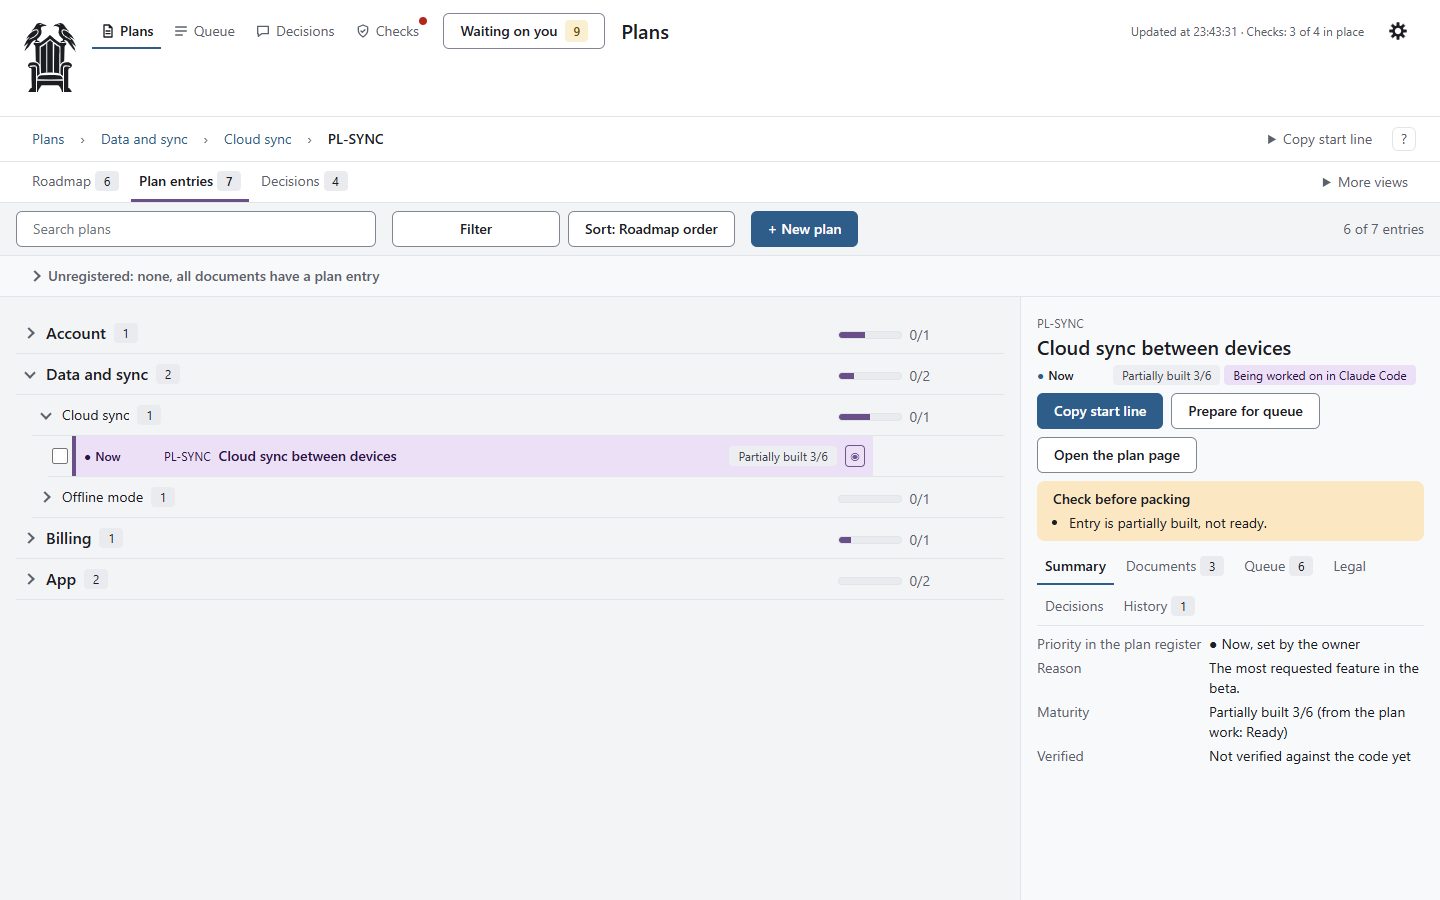 Plans
Queue
Decisions
Checks
Waiting on you 9
Plans
Updated at 23:43:31 · Checks: 3 of 4 in place
Plans › Data and sync › Cloud sync › PL-SYNC
Copy start line
?
Roadmap 6
Plan entries 7
Decisions 4
More views
Search plans
Filter
Sort: Roadmap order
+ New plan
6 of 7 entries
Unregistered: none, all documents have a plan entry
Account 1
0/1
Data and sync 2
0/2
Cloud sync 1
0/1
Now PL-SYNC Cloud sync between devices Partially built 3/6
Offline mode 1
0/1
Billing 1
0/1
App 2
0/2
PL-SYNC
Cloud sync between devices
Now
Partially built 3/6
Being worked on in Claude Code
Copy start line
Prepare for queue
Open the plan page
Check before packing
• Entry is partially built, not ready.
Summary
Documents 3
Queue 6
Legal
Decisions
History 1
Priority in the plan register ● Now, set by the owner
Reason The most requested feature in the
beta.
Maturity Partially built 3/6 (from the plan
work: Ready)
Verified Not verified against the code yet